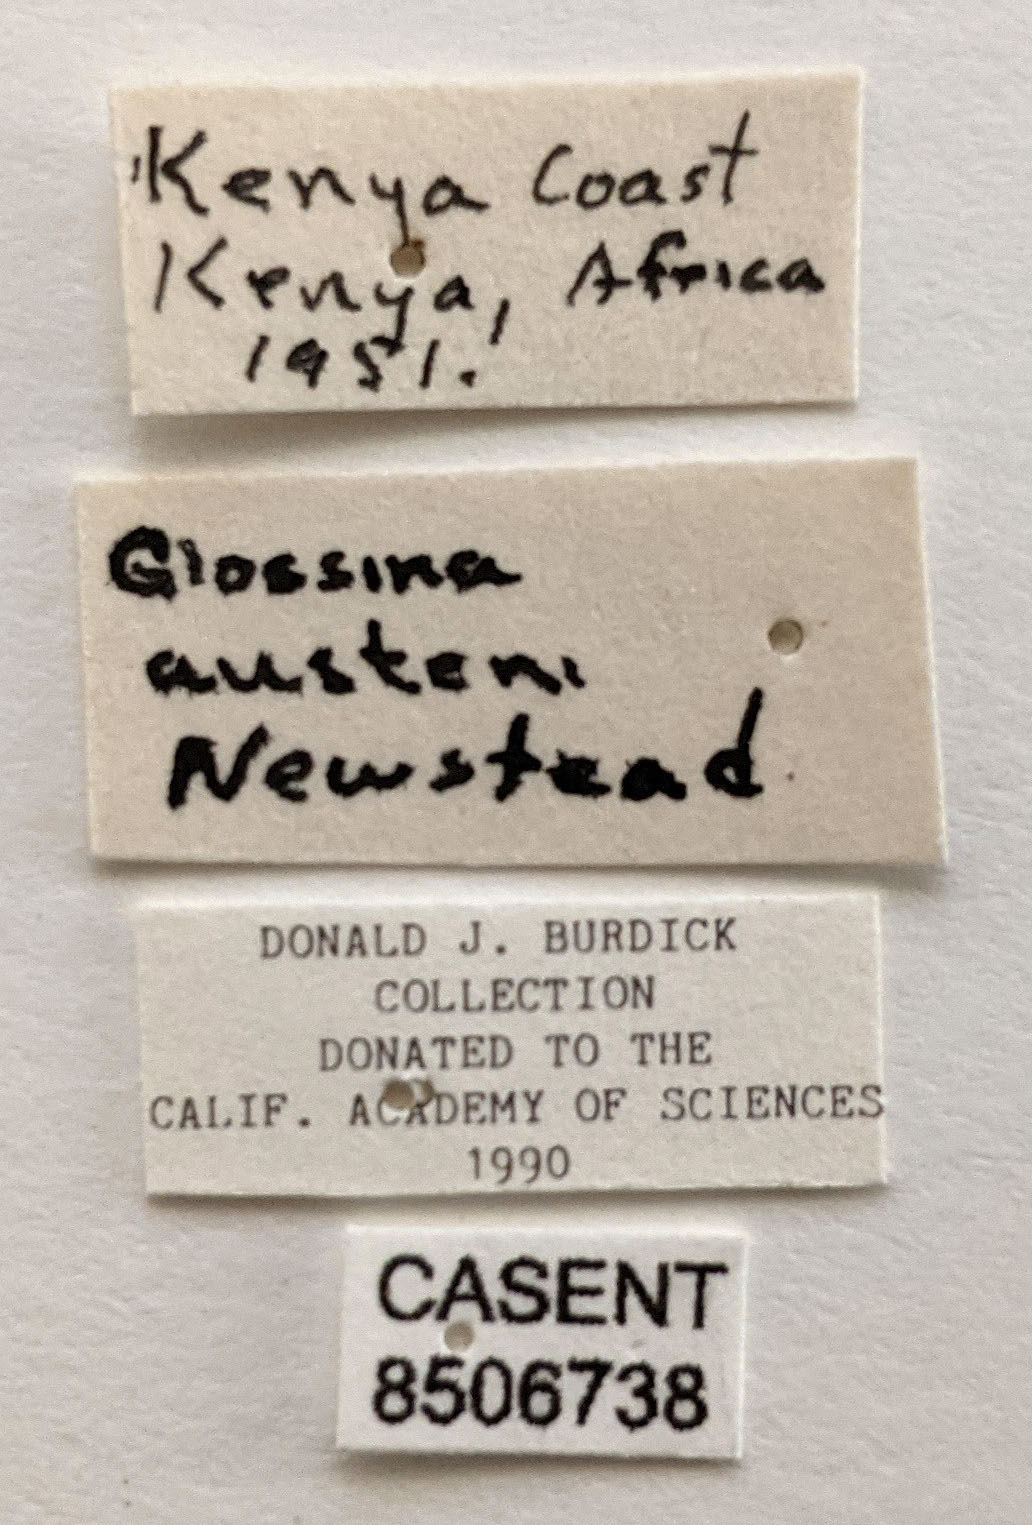 Kenya Coast
Kenya, Africa
1951.
Glossina
austeni
Newstead.
DONALD J. BURDICK
COLLECTION
DONATED TO THE
CALIF. ACADEMY OF SCIENCES
1990
CASENT
8506738